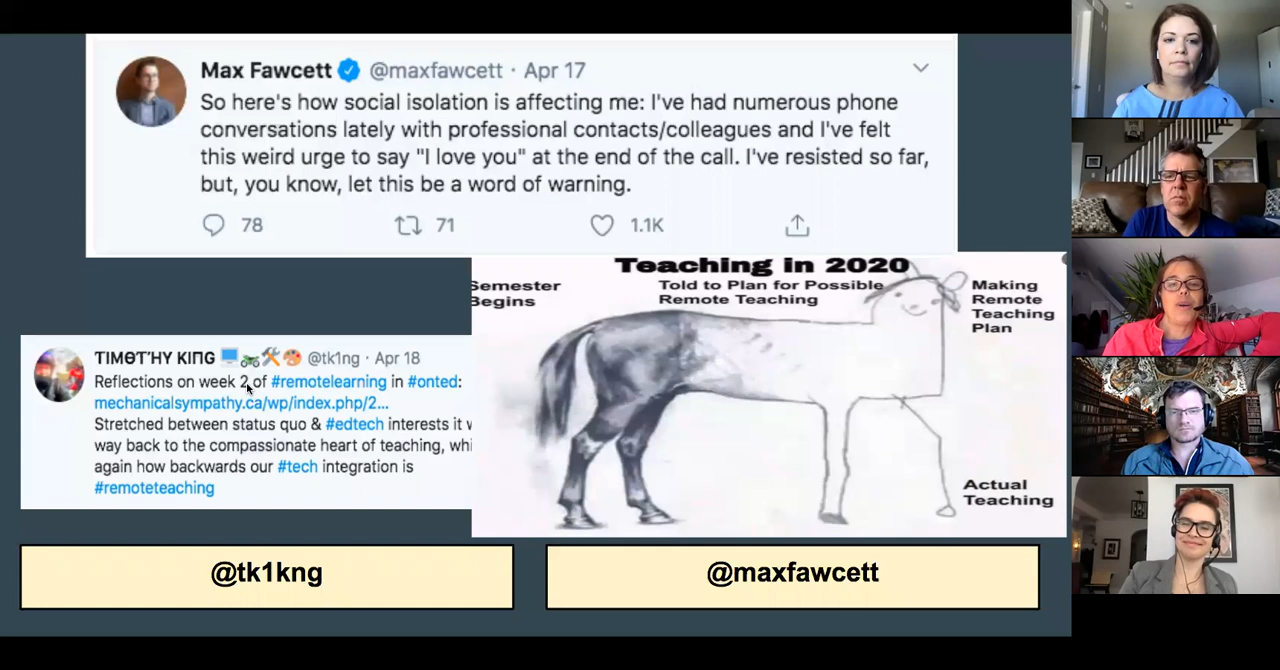 Max Fawcett @maxfawcett · Apr 17
So here's how social isolation is affecting me: I've had numerous phone
conversations lately with professional contacts/colleagues and I've felt
this weird urge to say "I love you" at the end of the call. I've resisted so far,
but, you know, let this be a word of warning.
78 71 1.1K
Teaching in 2020
Semester
Begins
Told to Plan for Possible
Remote Teaching
Making
Remote
Teaching
Plan
Actual
Teaching
TIMΘTΉY KIПG @tk1ng · Apr 18
Reflections on week 2 of #remotelearning in #onted:
mechanicalsympathy.ca/wp/index.php/2...
Stretched between status quo & #edtech interests it w
way back to the compassionate heart of teaching, whi
again how backwards our #tech integration is
#remoteteaching
@tk1kng
@maxfawcett